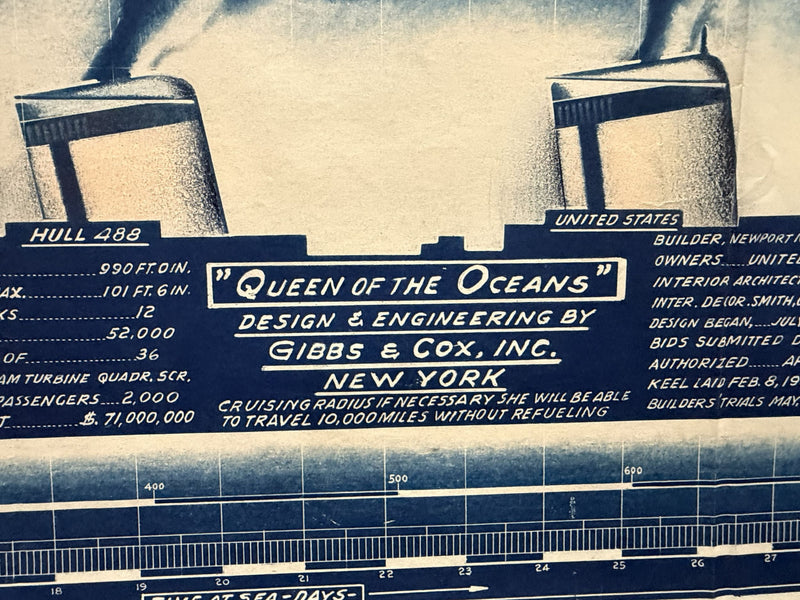 HULL 488
990 FT. 0 IN.
AX. 101 FT. 6 IN.
KS 12
52,000
OF 36
AM TURBINE QUADR. SCR.
PASSENGERS 2,000
T $. 71,000,000
"QUEEN OF THE OCEANS"
DESIGN & ENGINEERING BY
GIBBS & COX, INC.
NEW YORK
CRUISING RADIUS IF NECESSARY SHE WILL BE ABLE
TO TRAVEL 10,000 MILES WITHOUT REFUELING
UNITED STATES
BUILDER, NEWPORT
OWNERS UNITE
INTERIOR ARCHITEC
INTER. DECOR. SMITH,
DESIGN BEGAN, JUL
BIDS SUBMITTED D
AUTHORIZED AP
KEEL LAID FEB. 8, 19
BUILDERS' TRIALS MAY,
400 500 600
18 19 20 21 22 23 24 25 26 27
TIME AT SEA-DAYS-